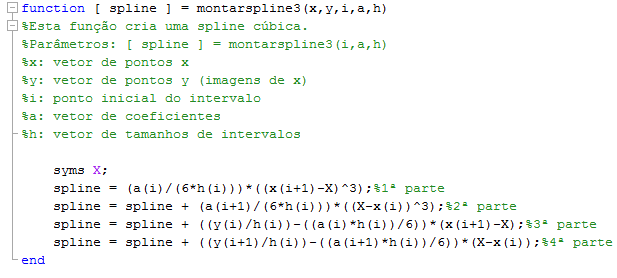 function [ spline ] = montarspline3(x,y,i,a,h)
%Esta função cria uma spline cúbica.
%Parâmetros: [ spline ] = montarspline3(i,a,h)
%x: vetor de pontos x
%y: vetor de pontos y (imagens de x)
%i: ponto inicial do intervalo
%a: vetor de coeficientes
%h: vetor de tamanhos de intervalos
syms X;
spline = (a(i)/(6*h(i)))*((x(i+1)-X)^3);%1ª parte
spline = spline + (a(i+1)/(6*h(i)))*((X-x(i))^3);%2ª parte
spline = spline + ((y(i)/h(i))-((a(i)*h(i))/6))*(x(i+1)-X);%3ª parte
spline = spline + ((y(i+1)/h(i))-((a(i+1)*h(i))/6))*(X-x(i));%4ª parte
end